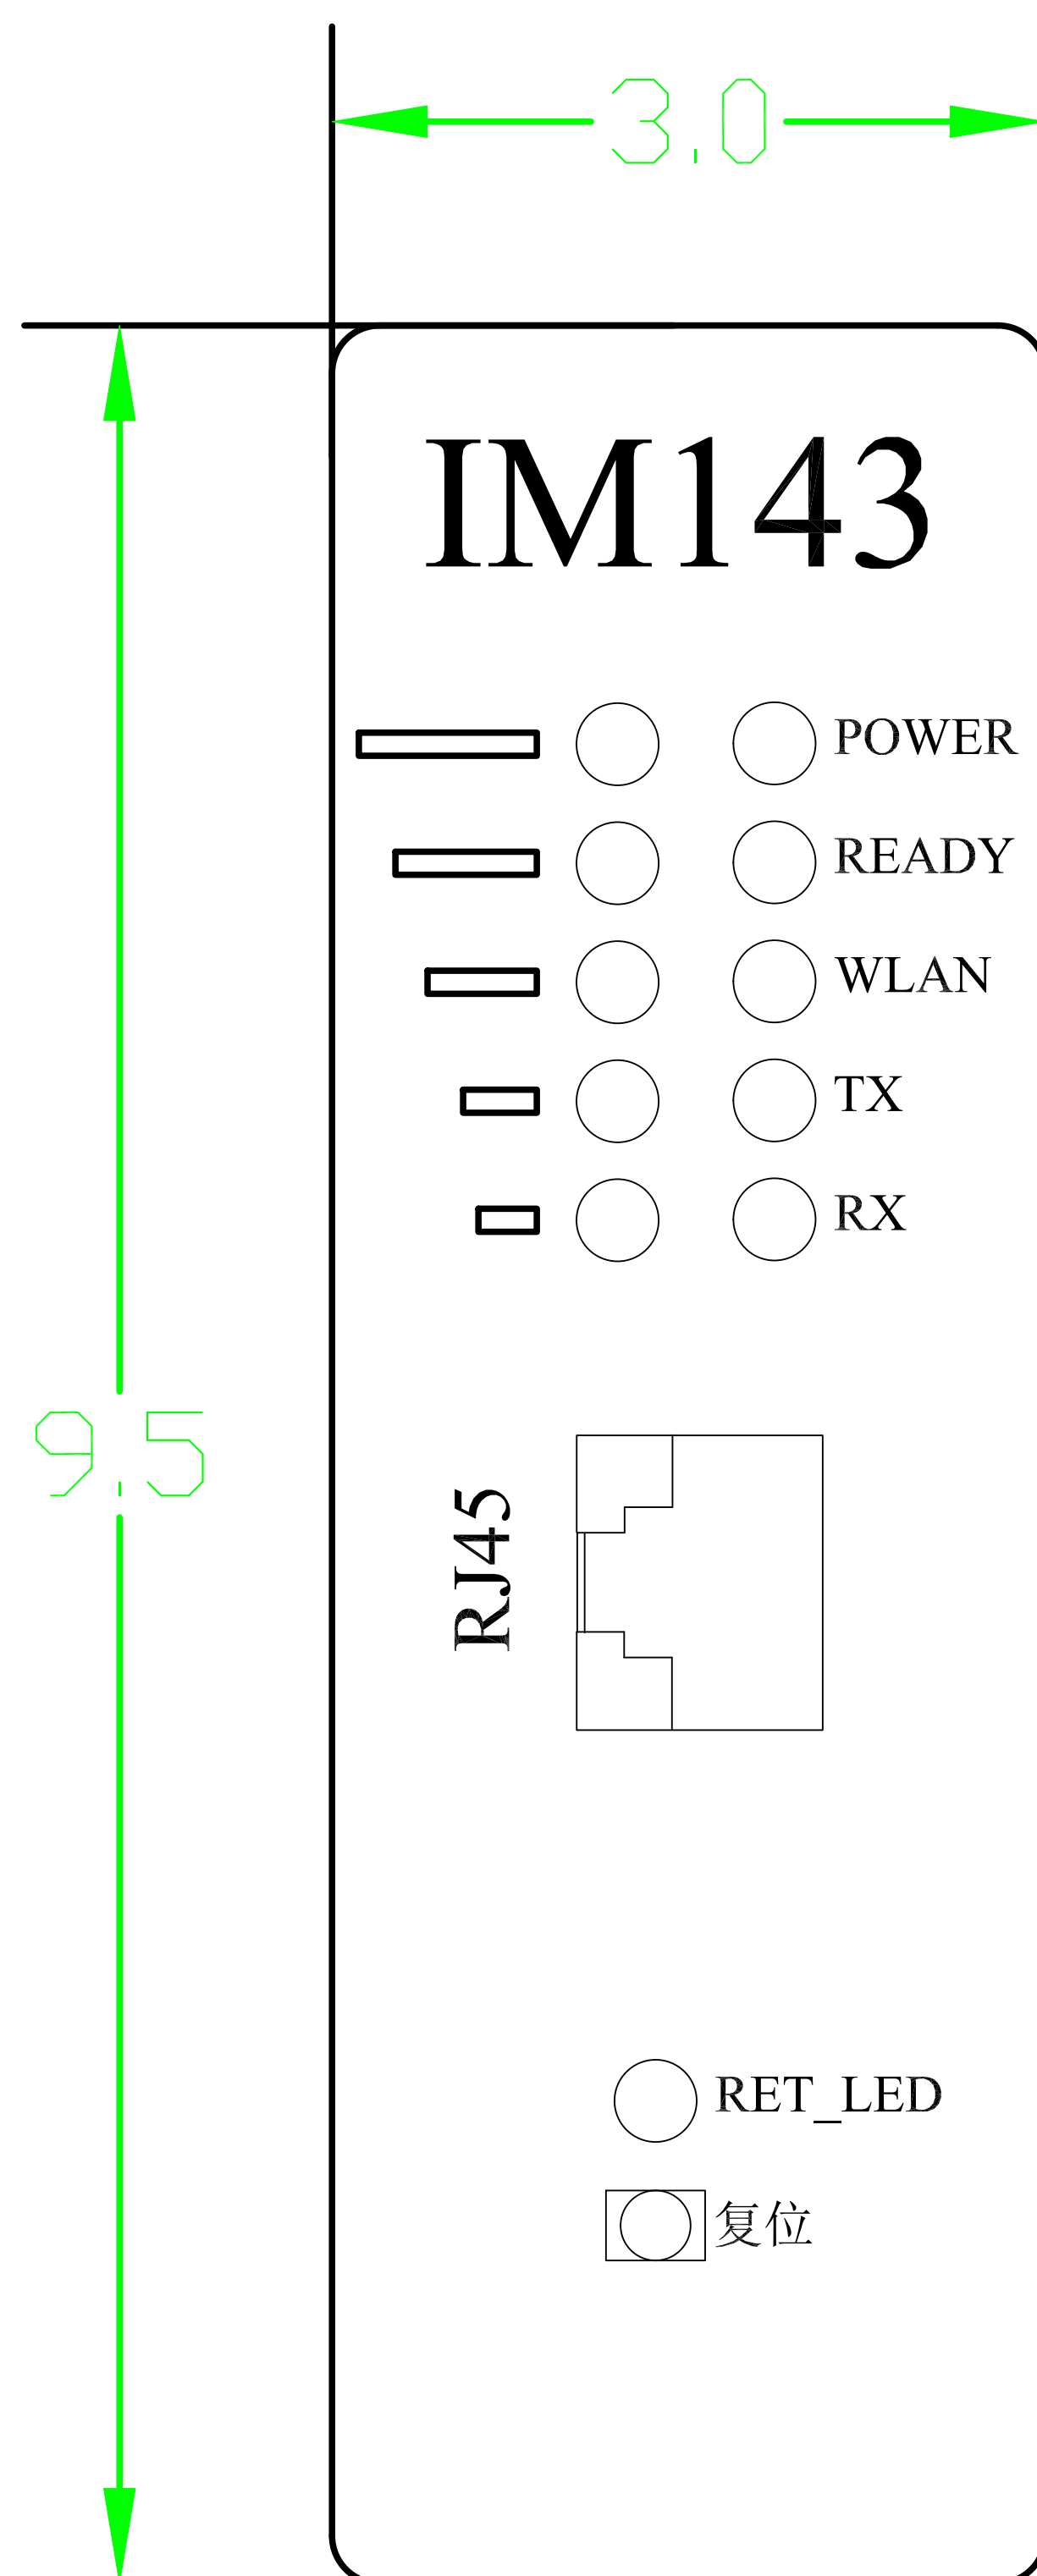 3.0
IM143
POWER
READY
WLAN
TX
RX
9.5
RJ45
RET_LED
复位